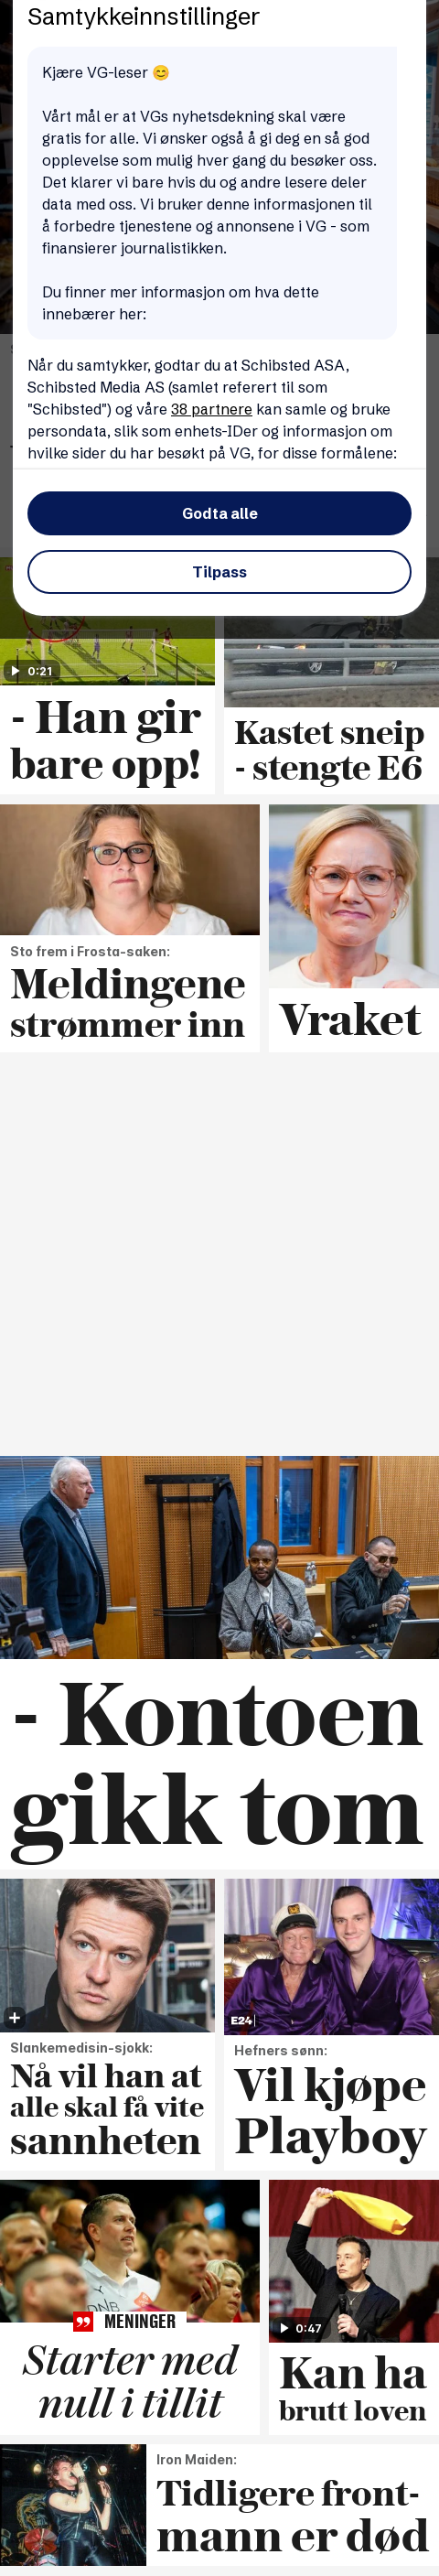 Samtykkeinnstillinger
Kjære VG-leser 😊
Vårt mål er at VGs nyhetsdekning skal være
gratis for alle. Vi ønsker også å gi deg en så god
opplevelse som mulig hver gang du besøker oss.
Det klarer vi bare hvis du og andre lesere deler
data med oss. Vi bruker denne informasjonen til
å forbedre tjenestene og annonsene i VG - som
finansierer journalistikken.
Du finner mer informasjon om hva dette
innebærer her:
Når du samtykker, godtar du at Schibsted ASA,
Schibsted Media AS (samlet referert til som
"Schibsted") og våre 38 partnere kan samle og bruke
persondata, slik som enhets-IDer og informasjon om
hvilke sider du har besøkt på VG, for disse formålene:
Godta alle
Tilpass
0:21
- Han gir
bare opp!
Kastet sneip
- stengte E6
Sto frem i Frosta-saken:
Meldingene
strømmer inn
Vraket
- Kontoen
gikk tom
Slankemedisin-sjokk:
Nå vil han at
alle skal få vite
sannheten
E24
Hefners sønn:
Vil kjøpe
Playboy
DNB
MENINGER
Starter med
null i tillit
0:47
Kan ha
brutt loven
Iron Maiden:
Tidligere front-
mann er død